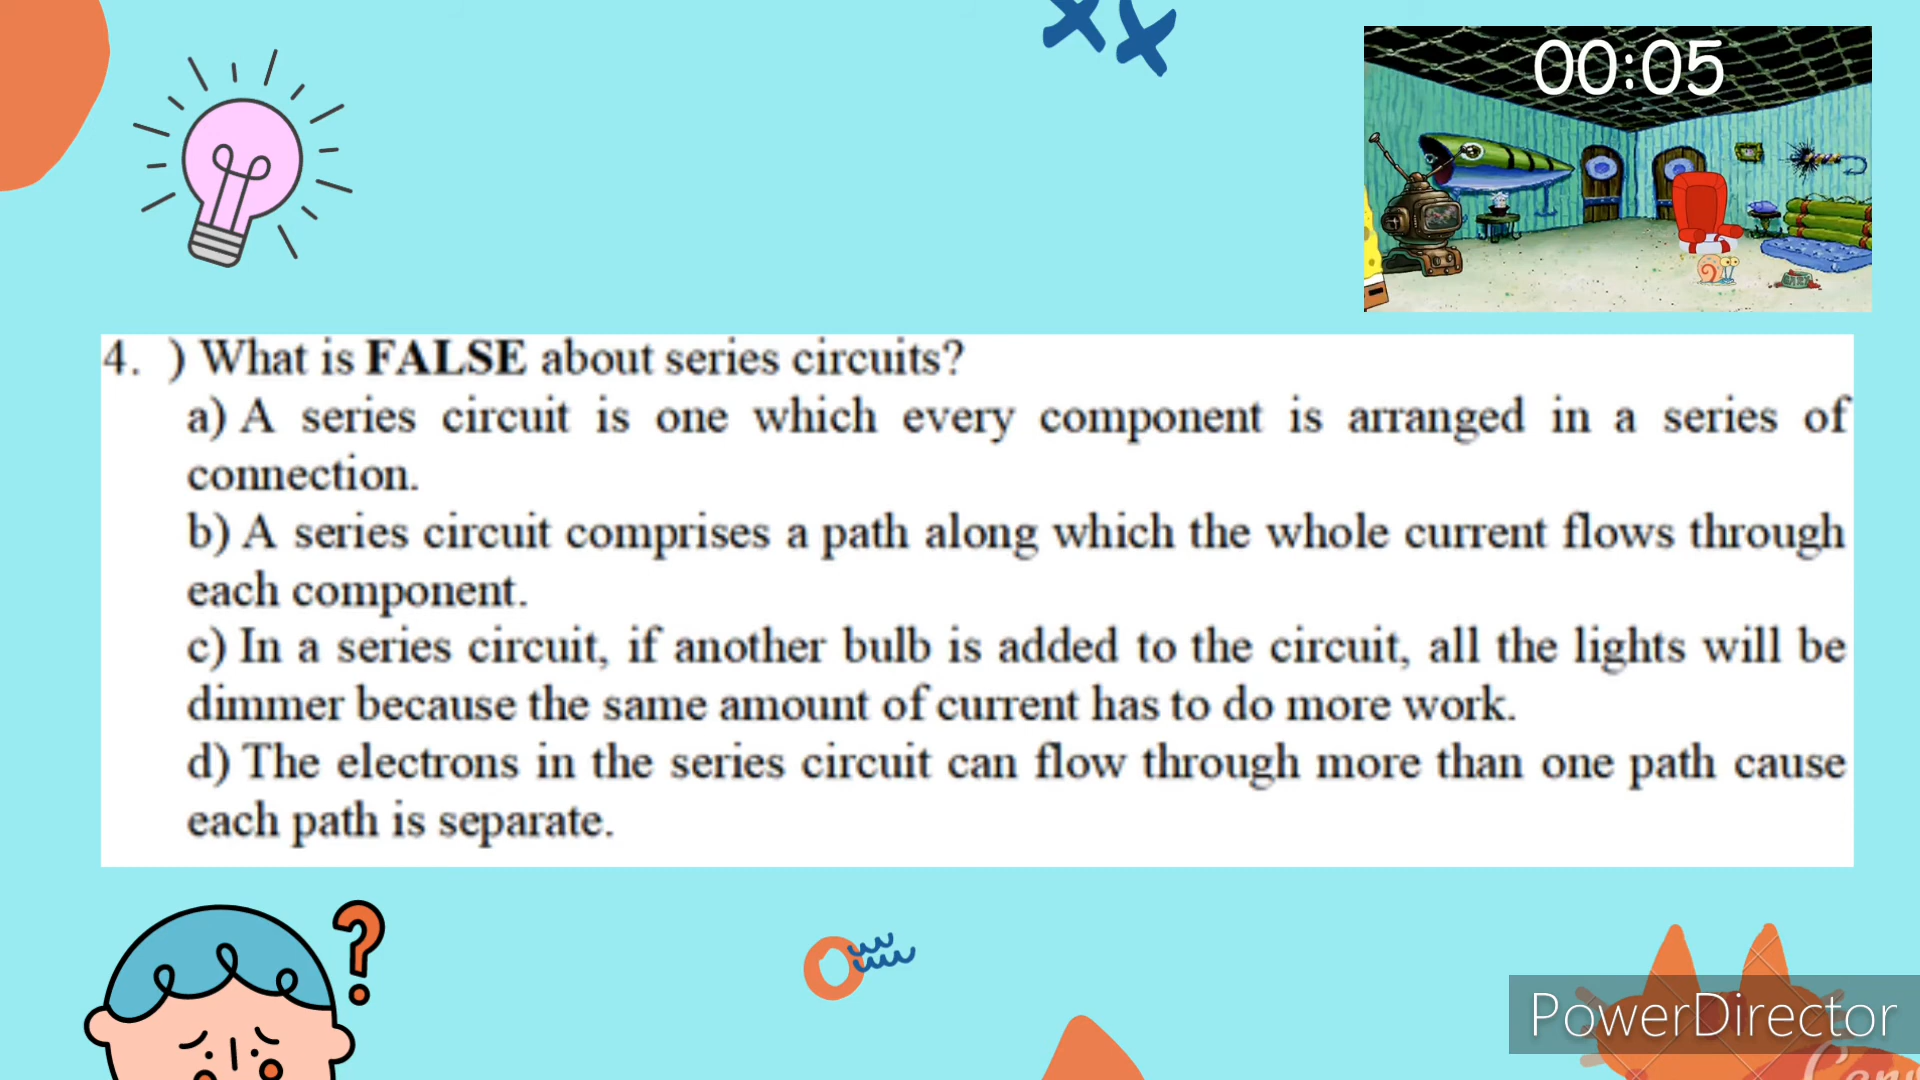 00:05
4. ) What is FALSE about series circuits?
a) A series circuit is one which every component is arranged in a series of
connection.
b) A series circuit comprises a path along which the whole current flows through
each component.
c) In a series circuit, if another bulb is added to the circuit, all the lights will be
dimmer because the same amount of current has to do more work.
d) The electrons in the series circuit can flow through more than one path cause
each path is separate.
?
PowerDirector